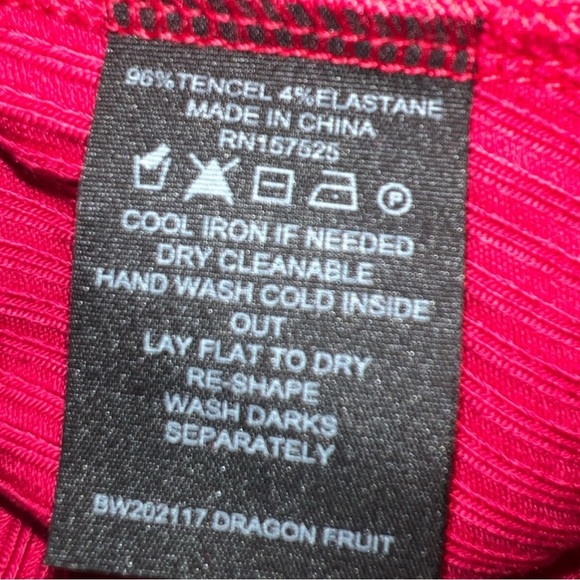 96% TENCEL 4% ELASTANE
MADE IN CHINA
RN157525
P
COOL IRON IF NEEDED
DRY CLEANABLE
HAND WASH COLD INSIDE
OUT
LAY FLAT TO DRY
RE-SHAPE
WASH DARKS
SEPARATELY
BW202117 DRAGON FRUIT